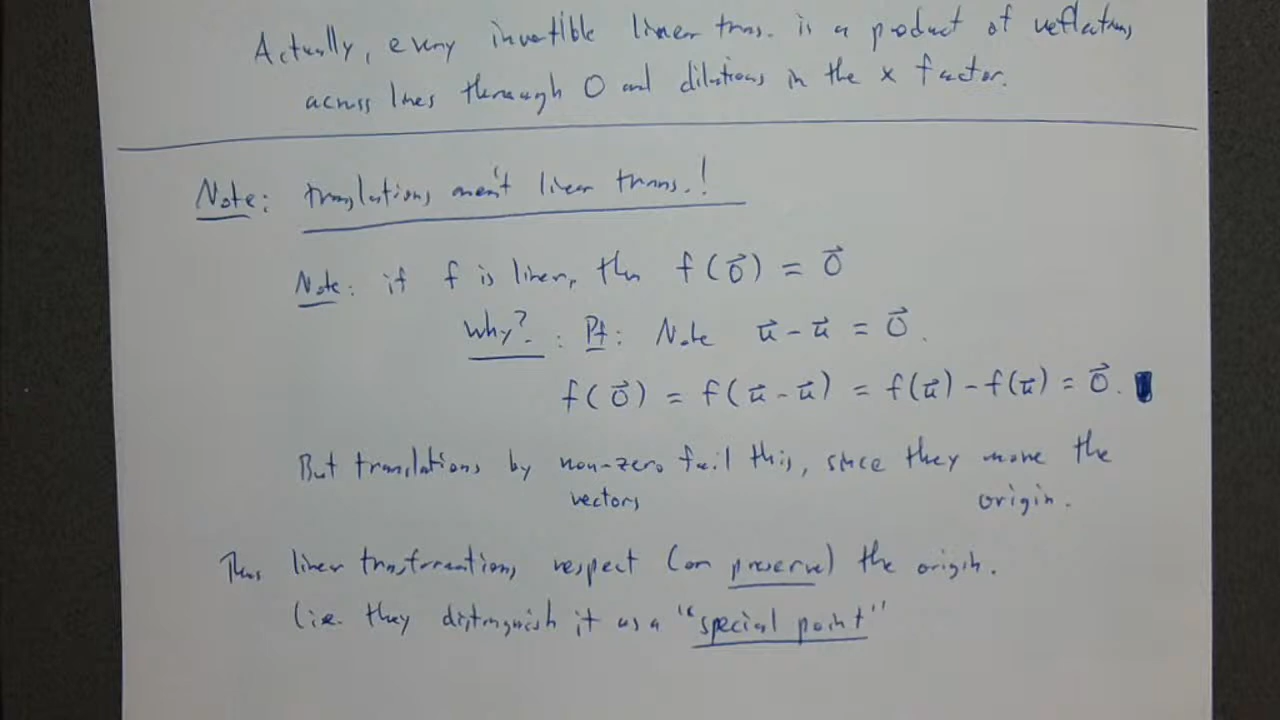 Actually, every invertible linear trans. is a product of reflections
across lines through O and dilations in the x factor.
Note: translations aren't linear trans.!
Note: if f is linear, then f(0⃗) = 0⃗
Why? : Pf: Note u⃗ - u⃗ = 0⃗.
f(0⃗) = f(u⃗ - u⃗) = f(u⃗) - f(u⃗) = 0⃗. ▮
But translations by non-zero fail this, since they move the
vectors origin.
Thus linear transformations respect (or preserve) the origin.
(i.e. they distinguish it as a "special point"